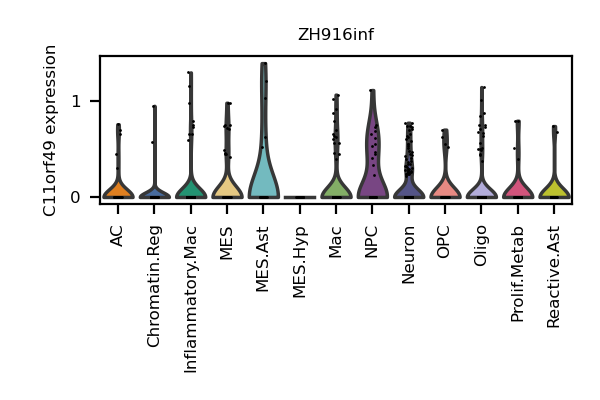 ZH916inf
C11orf49 expression
1
0
AC
Chromatin.Reg
Inflammatory.Mac
MES
MES.Ast
MES.Hyp
Mac
NPC
Neuron
OPC
Oligo
Prolif.Metab
Reactive.Ast